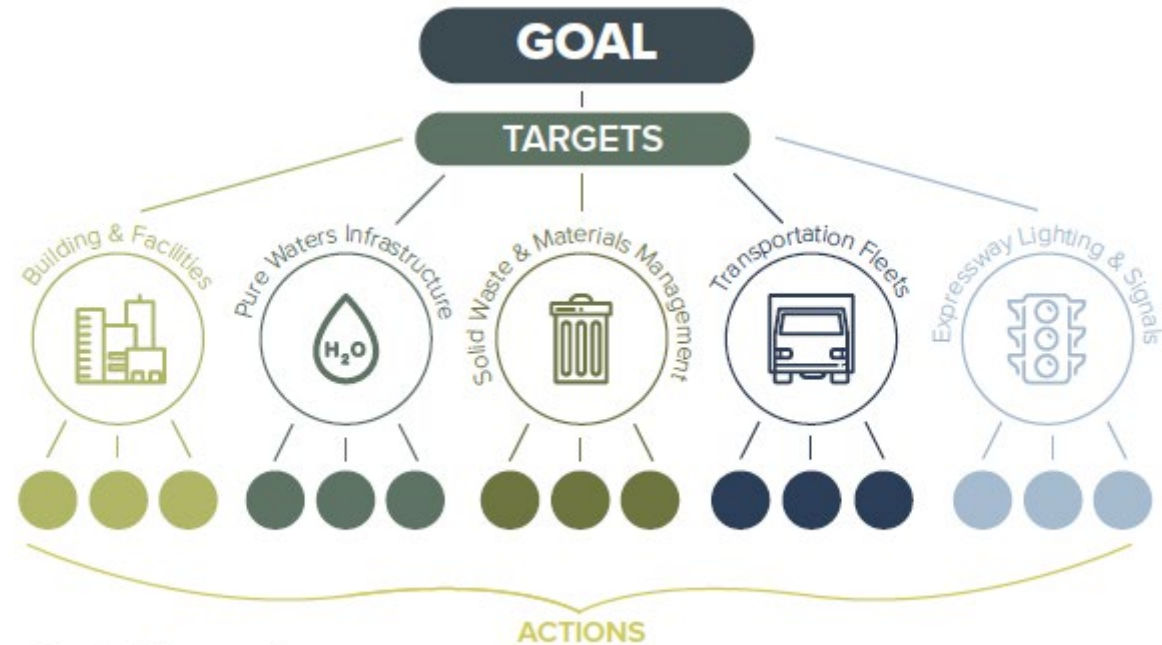 GOAL
TARGETS
Building & Facilities
Pure Waters Infrastructure
Solid Waste & Materials Management
Transportation Fleets
Expressway Lighting & Signals
H₂O
ACTIONS